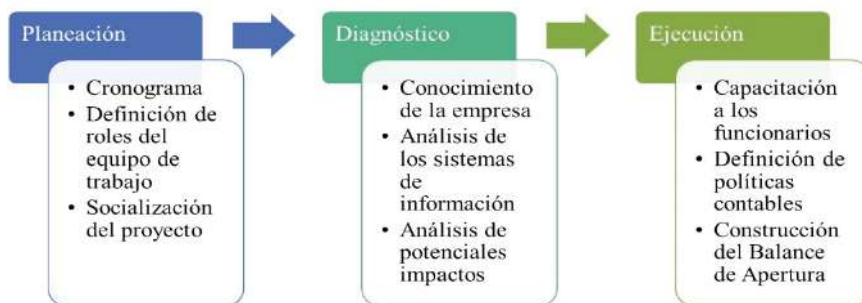 Planeación
• Cronograma
• Definición de
roles del
equipo de
trabajo
• Socialización
del proyecto
Diagnóstico
• Conocimiento
de la empresa
• Análisis de
los sistemas
de
información
• Análisis de
potenciales
impactos
Ejecución
• Capacitación
a los
funcionarios
• Definición de
políticas
contables
• Construcción
del Balance
de Apertura